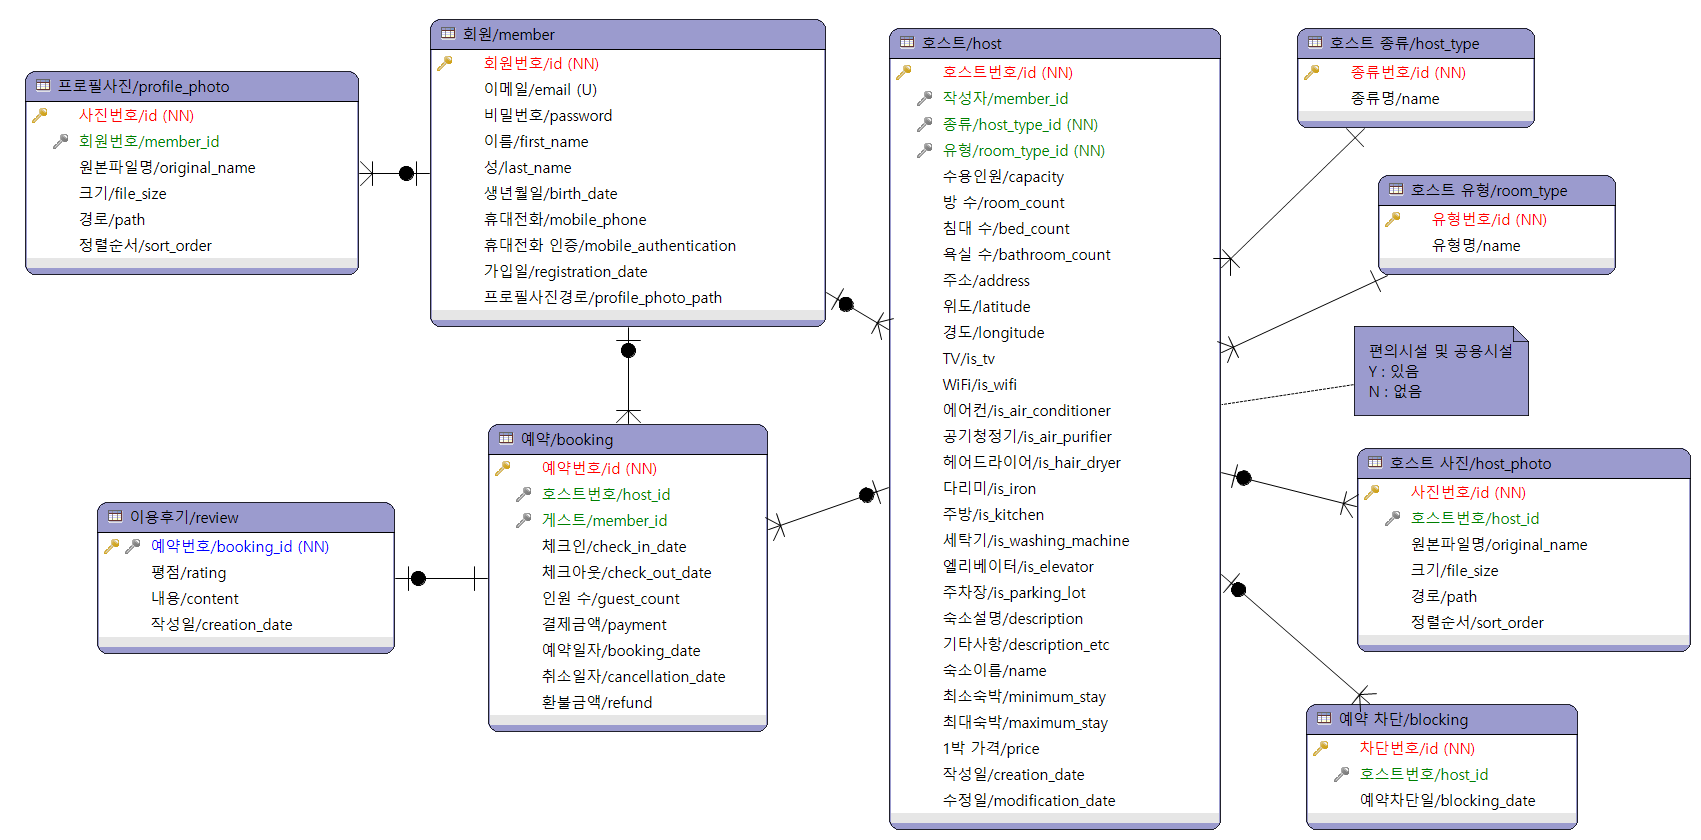 프로필사진/profile_photo
사진번호/id (NN)
회원번호/member_id
원본파일명/original_name
크기/file_size
경로/path
정렬순서/sort_order
회원/member
회원번호/id (NN)
이메일/email (U)
비밀번호/password
이름/first_name
성/last_name
생년월일/birth_date
휴대전화/mobile_phone
휴대전화 인증/mobile_authentication
가입일/registration_date
프로필사진경로/profile_photo_path
이용후기/review
예약번호/booking_id (NN)
평점/rating
내용/content
작성일/creation_date
예약/booking
예약번호/id (NN)
호스트번호/host_id
게스트/member_id
체크인/check_in_date
체크아웃/check_out_date
인원 수/guest_count
결제금액/payment
예약일자/booking_date
취소일자/cancellation_date
환불금액/refund
호스트/host
호스트번호/id (NN)
작성자/member_id
종류/host_type_id (NN)
유형/room_type_id (NN)
수용인원/capacity
방 수/room_count
침대 수/bed_count
욕실 수/bathroom_count
주소/address
위도/latitude
경도/longitude
TV/is_tv
WiFi/is_wifi
에어컨/is_air_conditioner
공기청정기/is_air_purifier
헤어드라이어/is_hair_dryer
다리미/is_iron
주방/is_kitchen
세탁기/is_washing_machine
엘리베이터/is_elevator
주차장/is_parking_lot
숙소설명/description
기타사항/description_etc
숙소이름/name
최소숙박/minimum_stay
최대숙박/maximum_stay
1박 가격/price
작성일/creation_date
수정일/modification_date
호스트 종류/host_type
종류번호/id (NN)
종류명/name
호스트 유형/room_type
유형번호/id (NN)
유형명/name
편의시설 및 공용시설
Y : 있음
N : 없음
호스트 사진/host_photo
사진번호/id (NN)
호스트번호/host_id
원본파일명/original_name
크기/file_size
경로/path
정렬순서/sort_order
예약 차단/blocking
차단번호/id (NN)
호스트번호/host_id
예약차단일/blocking_date